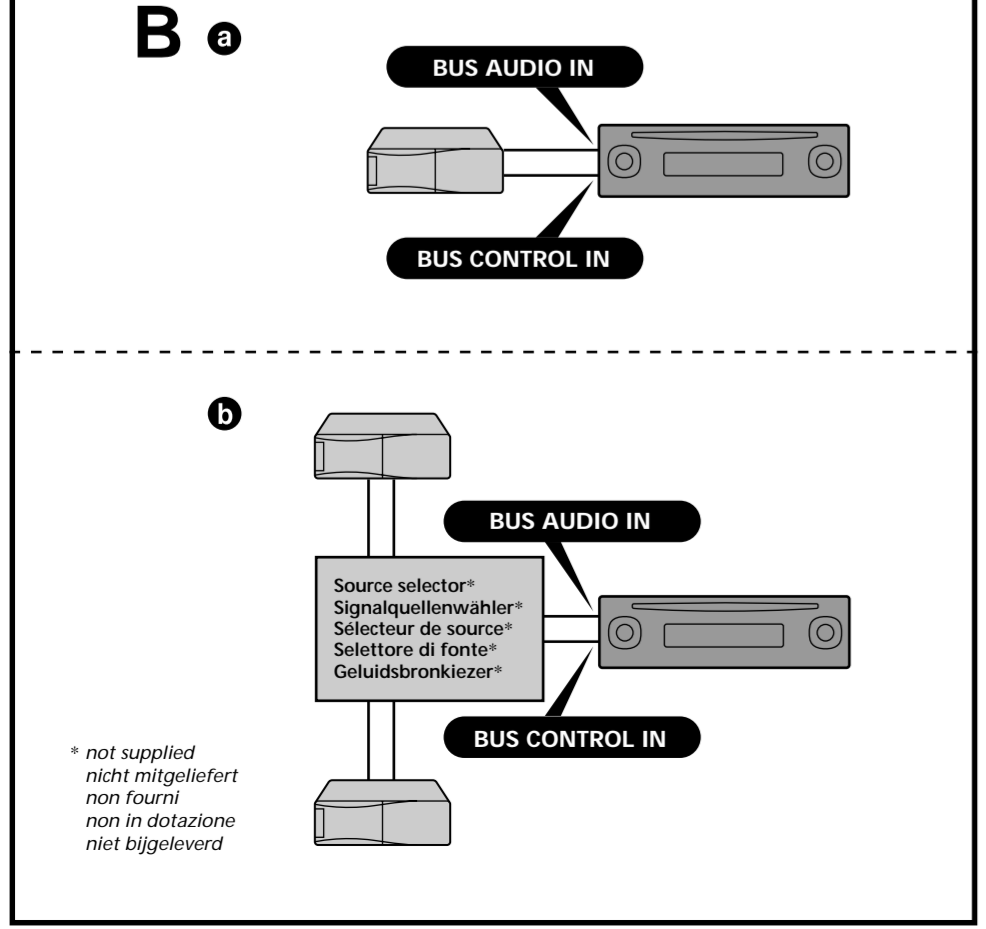 B a
BUS AUDIO IN
BUS CONTROL IN
b
BUS AUDIO IN
Source selector*
Signalquellenwähler*
Sélecteur de source*
Selettore di fonte*
Geluidsbronkiezer*
BUS CONTROL IN
* not supplied
nicht mitgeliefert
non fourni
non in dotazione
niet bijgeleverd